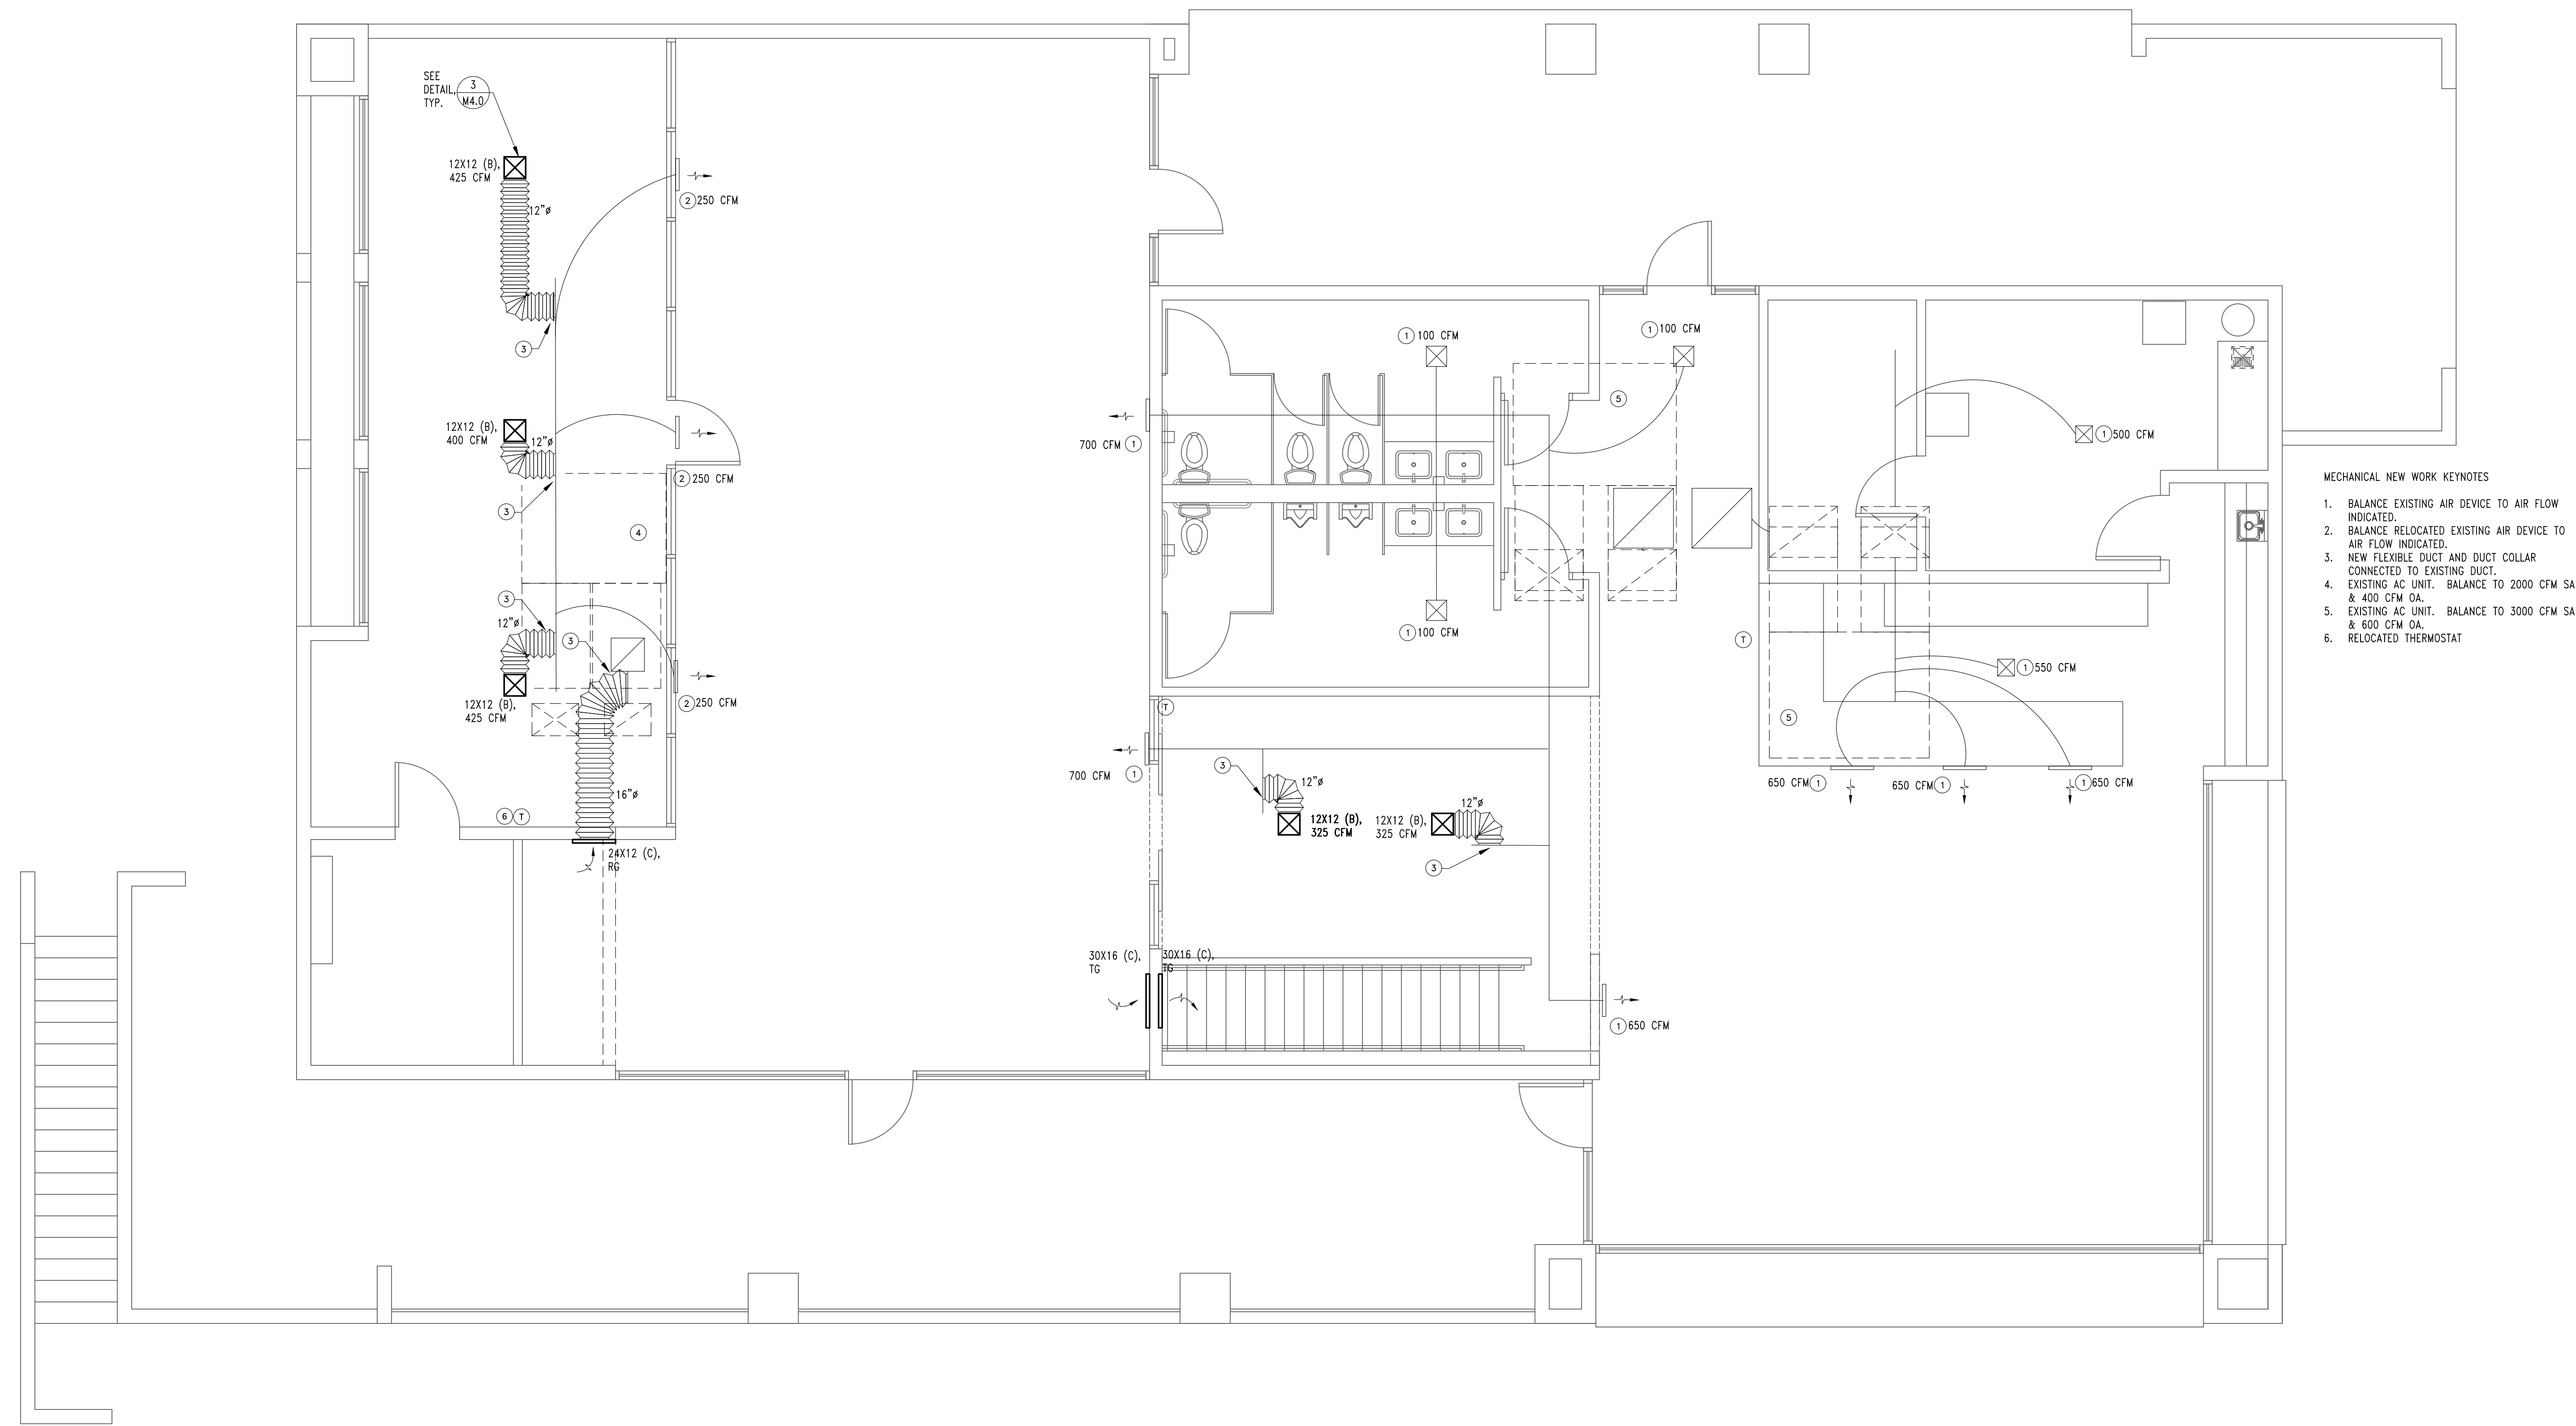 SEE
DETAIL,
TYP.
3
M4.0
12X12 (B),
425 CFM
12"ø
2 250 CFM
3
1 100 CFM
1 100 CFM
5
12X12 (B),
400 CFM
12"ø
700 CFM 1
1 500 CFM
2 250 CFM
3
4
MECHANICAL NEW WORK KEYNOTES
1. BALANCE EXISTING AIR DEVICE TO AIR FLOW
INDICATED.
2. BALANCE RELOCATED EXISTING AIR DEVICE TO
AIR FLOW INDICATED.
3. NEW FLEXIBLE DUCT AND DUCT COLLAR
CONNECTED TO EXISTING DUCT.
4. EXISTING AC UNIT. BALANCE TO 2000 CFM SA
& 400 CFM OA.
5. EXISTING AC UNIT. BALANCE TO 3000 CFM SA
& 600 CFM OA.
6. RELOCATED THERMOSTAT
3
12"ø
3
1 100 CFM
T
1 550 CFM
12X12 (B),
425 CFM
2 250 CFM
T
5
700 CFM 1
3
12"ø
650 CFM 1
650 CFM 1
1 650 CFM
16"ø
6 T
12X12 (B),
325 CFM
12X12 (B),
325 CFM
12"ø
3
24X12 (C),
RG
30X16 (C),
TG
30X16 (C),
TG
1 650 CFM